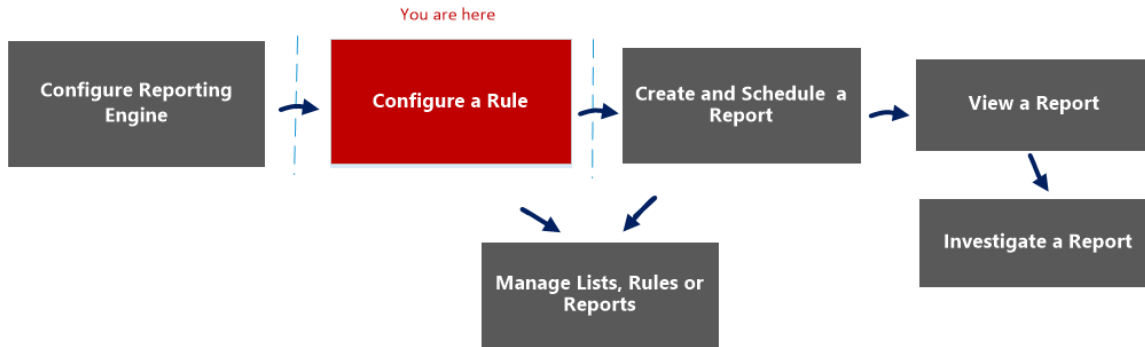 You are here
Configure Reporting
Engine
Configure a Rule
Create and Schedule a
Report
View a Report
Manage Lists, Rules or
Reports
Investigate a Report